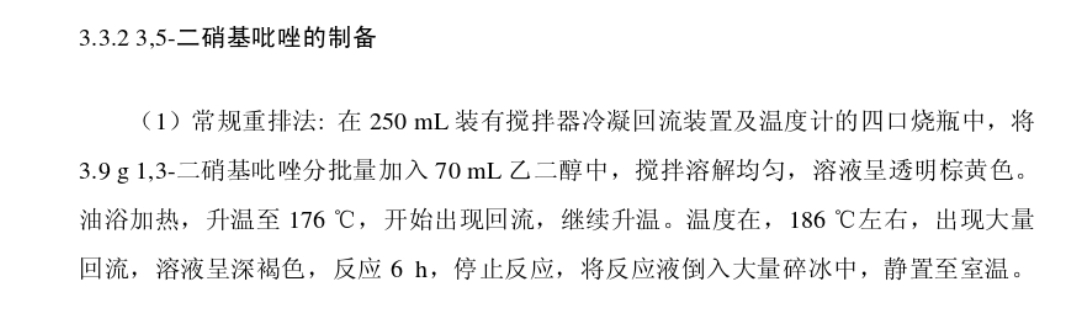 3.3.2 3,5-二硝基吡唑的制备
（1）常规重排法: 在 250 mL 装有搅拌器冷凝回流装置及温度计的四口烧瓶中，将
3.9 g 1,3-二硝基吡唑分批量加入 70 mL 乙二醇中，搅拌溶解均匀，溶液呈透明棕黄色。
油浴加热，升温至 176 ℃，开始出现回流，继续升温。温度在，186 ℃左右，出现大量
回流，溶液呈深褐色，反应 6 h，停止反应，将反应液倒入大量碎冰中，静置至室温。